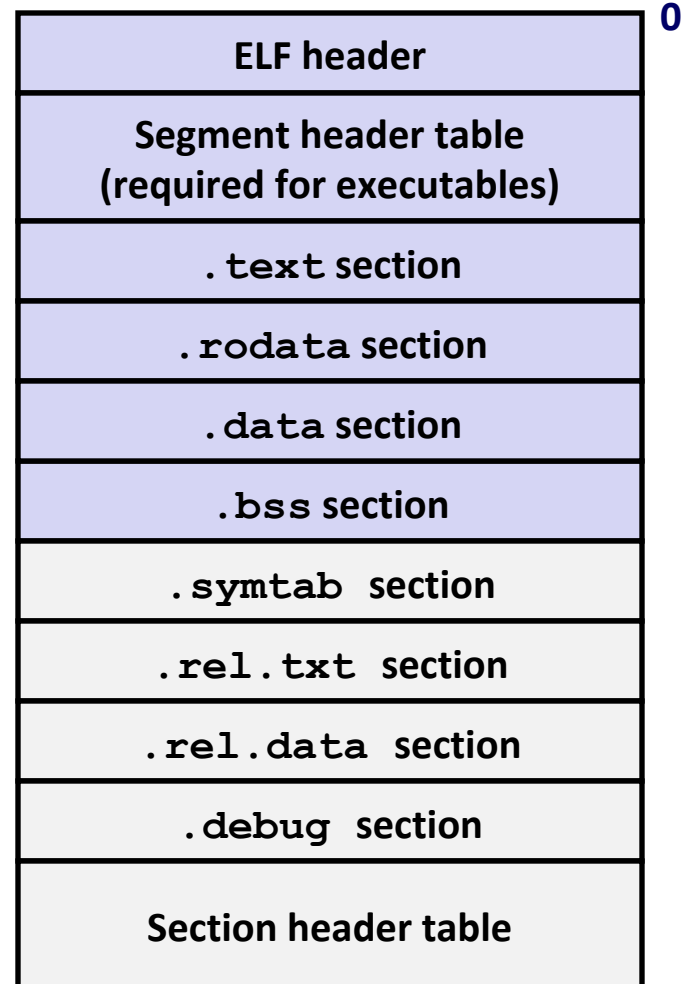 0
ELF header
Segment header table
(required for executables)
.text section
.rodata section
.data section
.bss section
.symtab section
.rel.txt section
.rel.data section
.debug section
Section header table